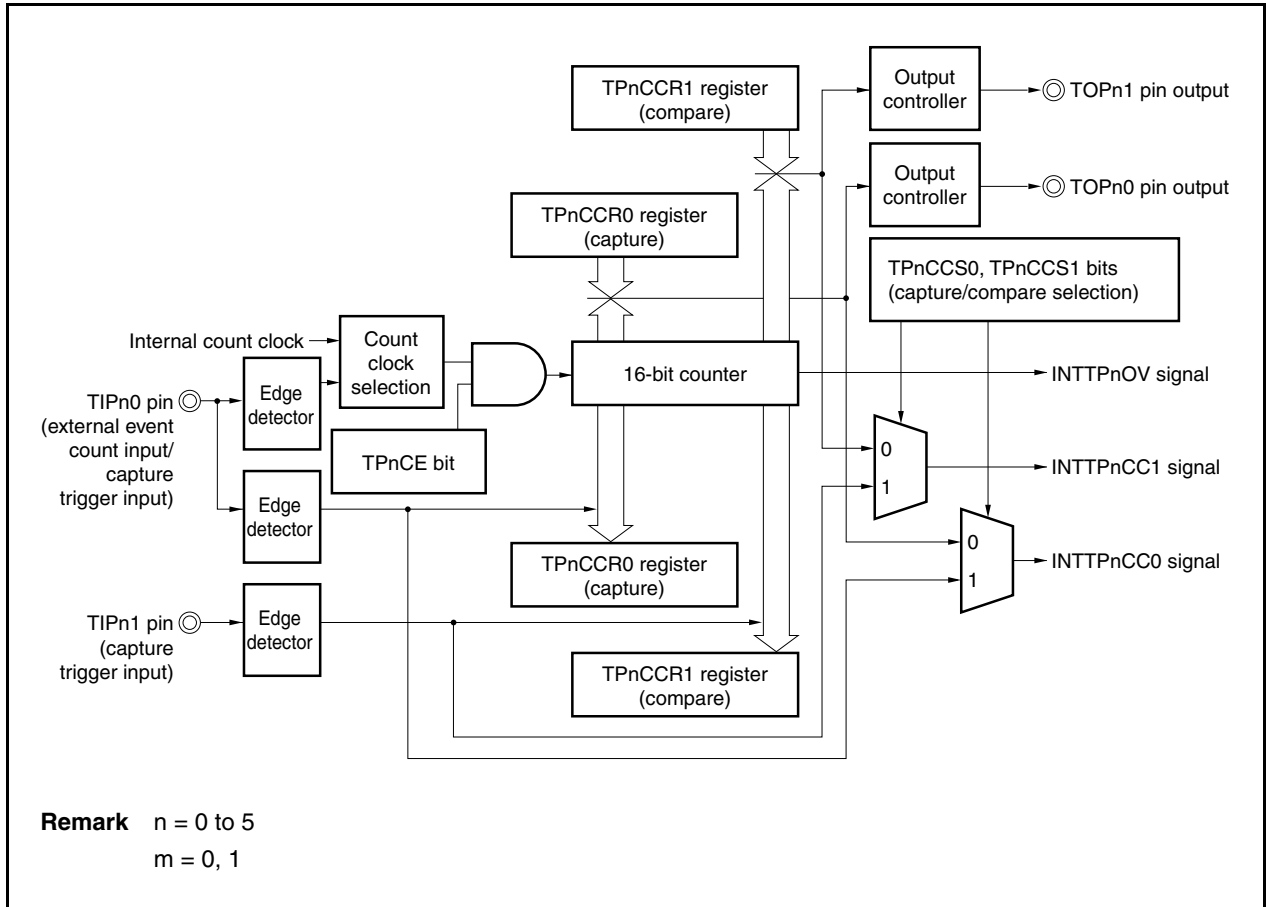 TPnCCR1 register
(compare)
Output
controller
TOPn1 pin output
Output
controller
TOPn0 pin output
TPnCCR0 register
(capture)
TPnCCS0, TPnCCS1 bits
(capture/compare selection)
Internal count clock
Count
clock
selection
16-bit counter
INTTPnOV signal
TIPn0 pin
(external event
count input/
capture
trigger input)
Edge
detector
TPnCE bit
0
1
INTTPnCC1 signal
Edge
detector
TPnCCR0 register
(capture)
0
1
INTTPnCC0 signal
TIPn1 pin
(capture
trigger input)
Edge
detector
TPnCCR1 register
(compare)
Remark n = 0 to 5
m = 0, 1